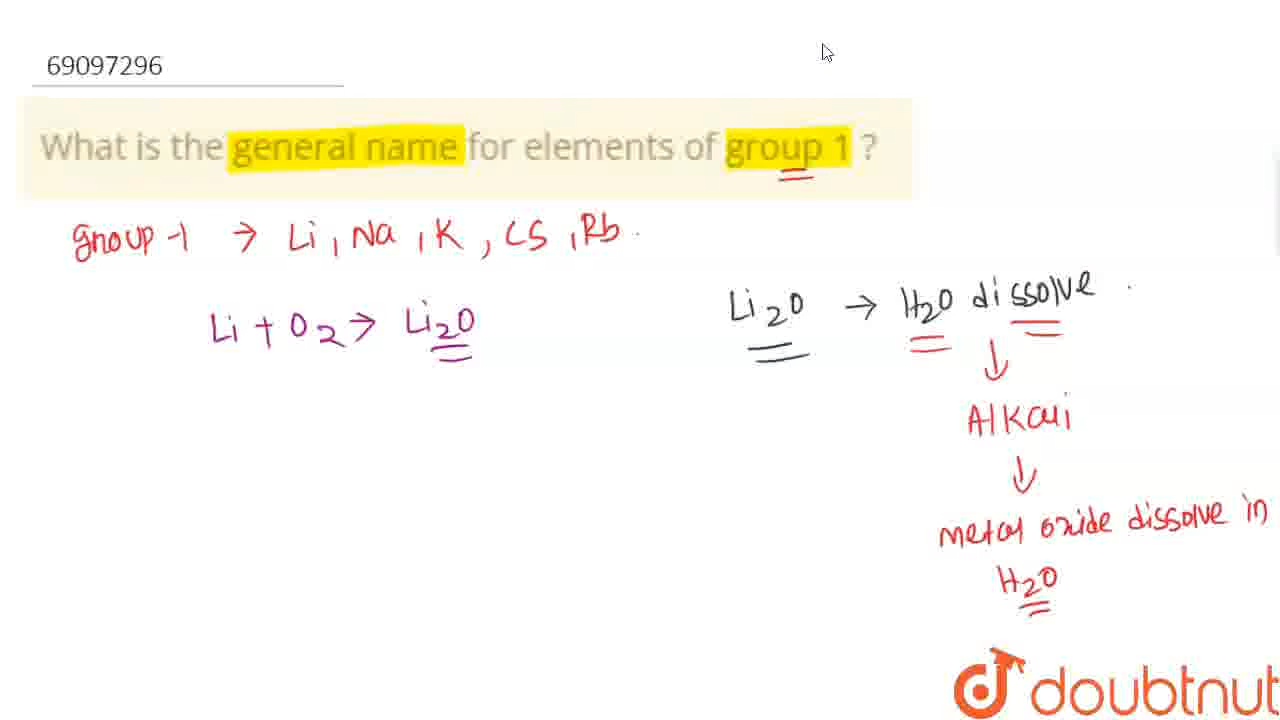 69097296
What is the general name for elements of group 1 ?
group-1 → Li, Na, K, CS, Rb.
Li + O2 → Li2O
Li2O → H2O dissolve.
↓
Alkali
↓
metal oxide dissolve in
H2O
doubtnut